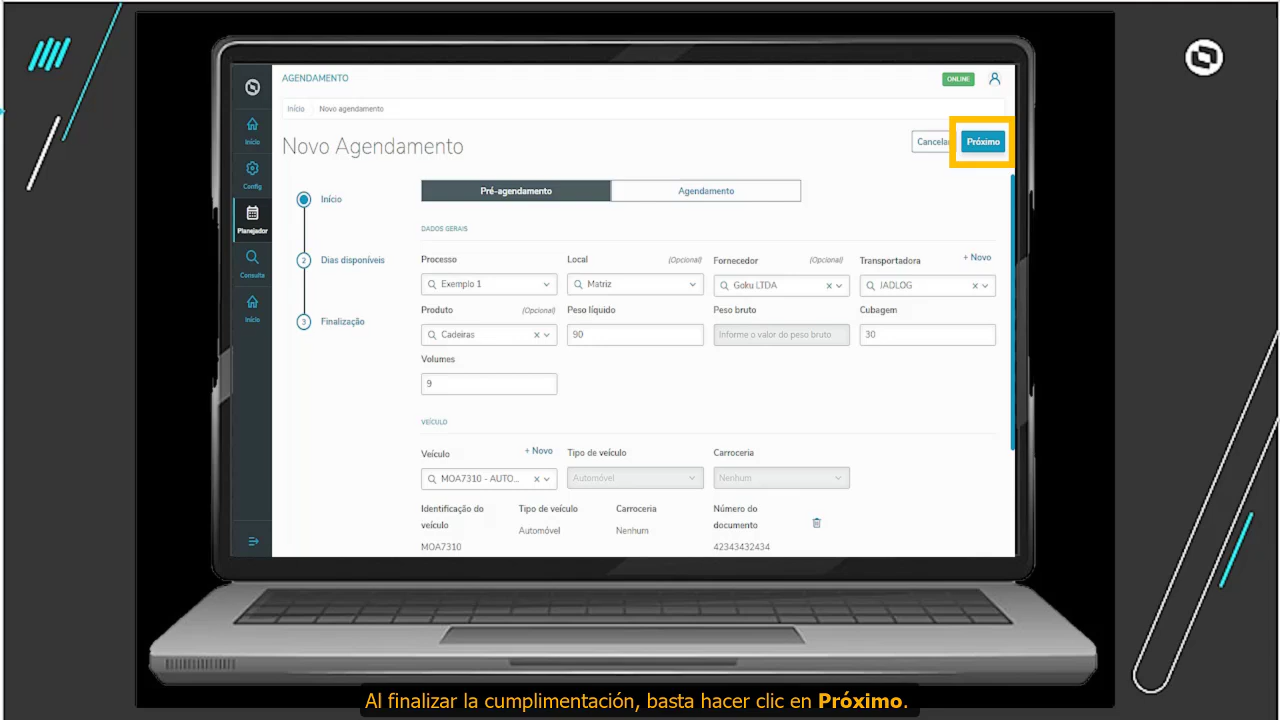 AGENDAMENTO
ONLINE
Início Novo agendamento
Novo Agendamento
Cancelar Próximo
Início
Config
Planejador
Consulta
Início
Início
2 Dias disponíveis
3 Finalização
Pré-agendamento Agendamento
DADOS GERAIS
Processo Local (Opcional) Fornecedor (Opcional) Transportadora + Novo
Exemplo 1 Matriz Goku LTDA JADLOG
Produto (Opcional) Peso líquido Peso bruto Cubagem
Cadeiras 90 Informe o valor do peso bruto 30
Volumes
9
VEÍCULO
Veículo + Novo Tipo de veículo Carroceria
MOA7310 - AUTO... Automóvel Nenhum
Identificação do veículo Tipo de veículo Carroceria Número do documento
MOA7310 Automóvel Nenhum 42343432434
Al finalizar la cumplimentación, basta hacer clic en Próximo.